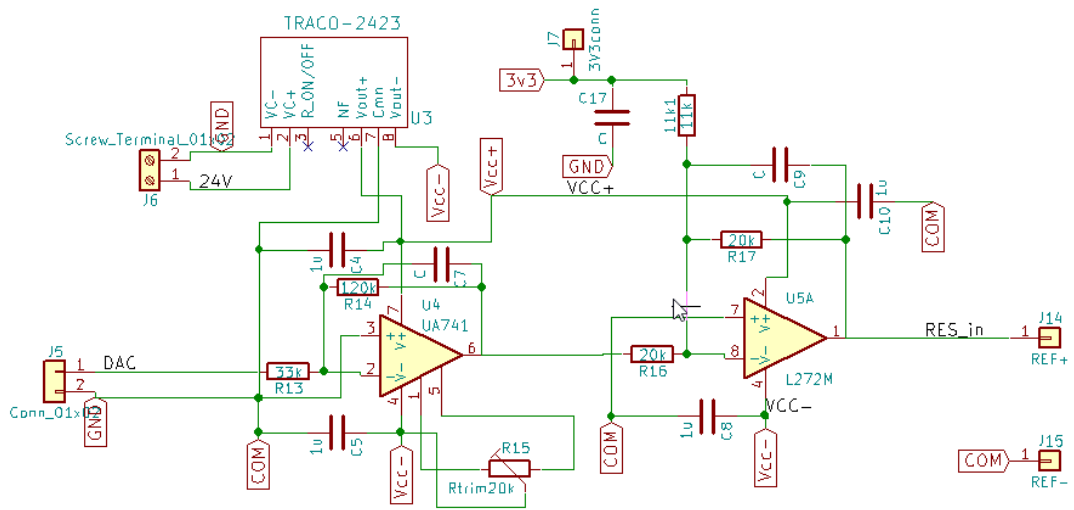 TRACO-2423
VC-
VC+
R_ON/OFF
NF
Vout+
Cmn
Vout-
U3
1
2
3
5
6
7
8
Screw_Terminal_01x02
GND
2
1
24V
J6
Vcc-
Vcc+
J7
3V3conn
1
3v3
C17
C
GND
11k1
11k
VCC+
C
C9
1u
C10
COM
20k
R17
1u
C4
C
C7
120k
R14
U4
UA741
7
3
2
6
4
1
5
+
-
V+
V-
J5
1
2
DAC
Conn_01x02
GND
33k
R13
COM
1u
C5
Vcc-
R15
Rtrim20k
20k
R16
U5A
L272M
2
7
8
1
4
+
-
V+
V-
VCC-
COM
1u
C8
Vcc-
RES_in
J14
1
REF+
J15
COM
1
REF-